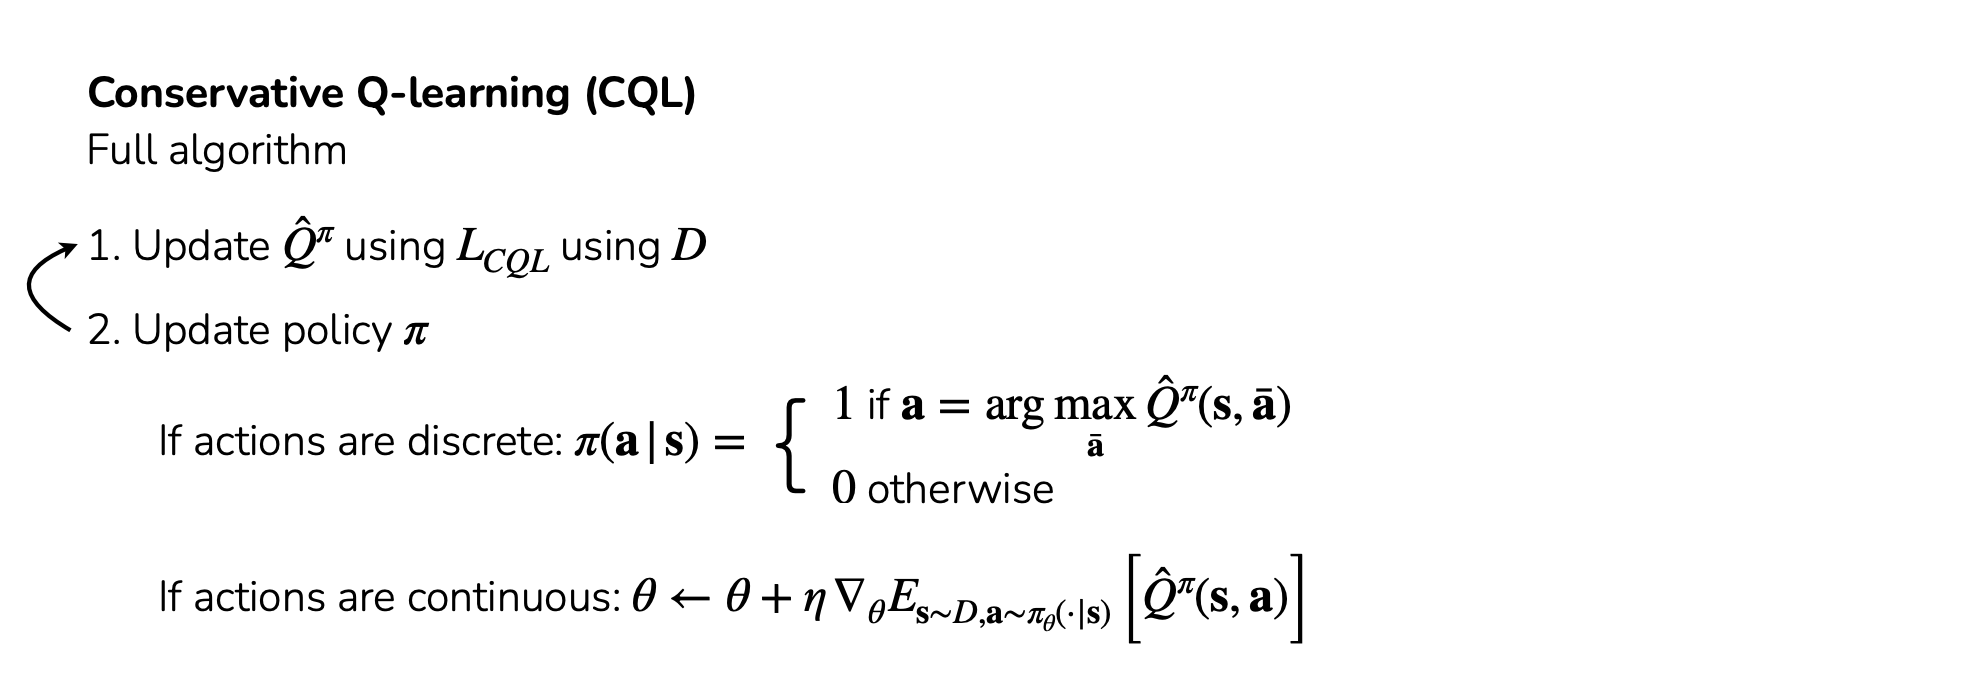 Conservative Q-learning (CQL)
Full algorithm
1. Update Q̂^π using L_CQL using D
2. Update policy π
If actions are discrete: π(a | s) = { 1 if a = arg max_ā Q̂^π(s, ā)
0 otherwise
If actions are continuous: θ ← θ + η ∇_θ E_{s∼D,a∼π_θ(·|s)} [Q̂^π(s, a)]